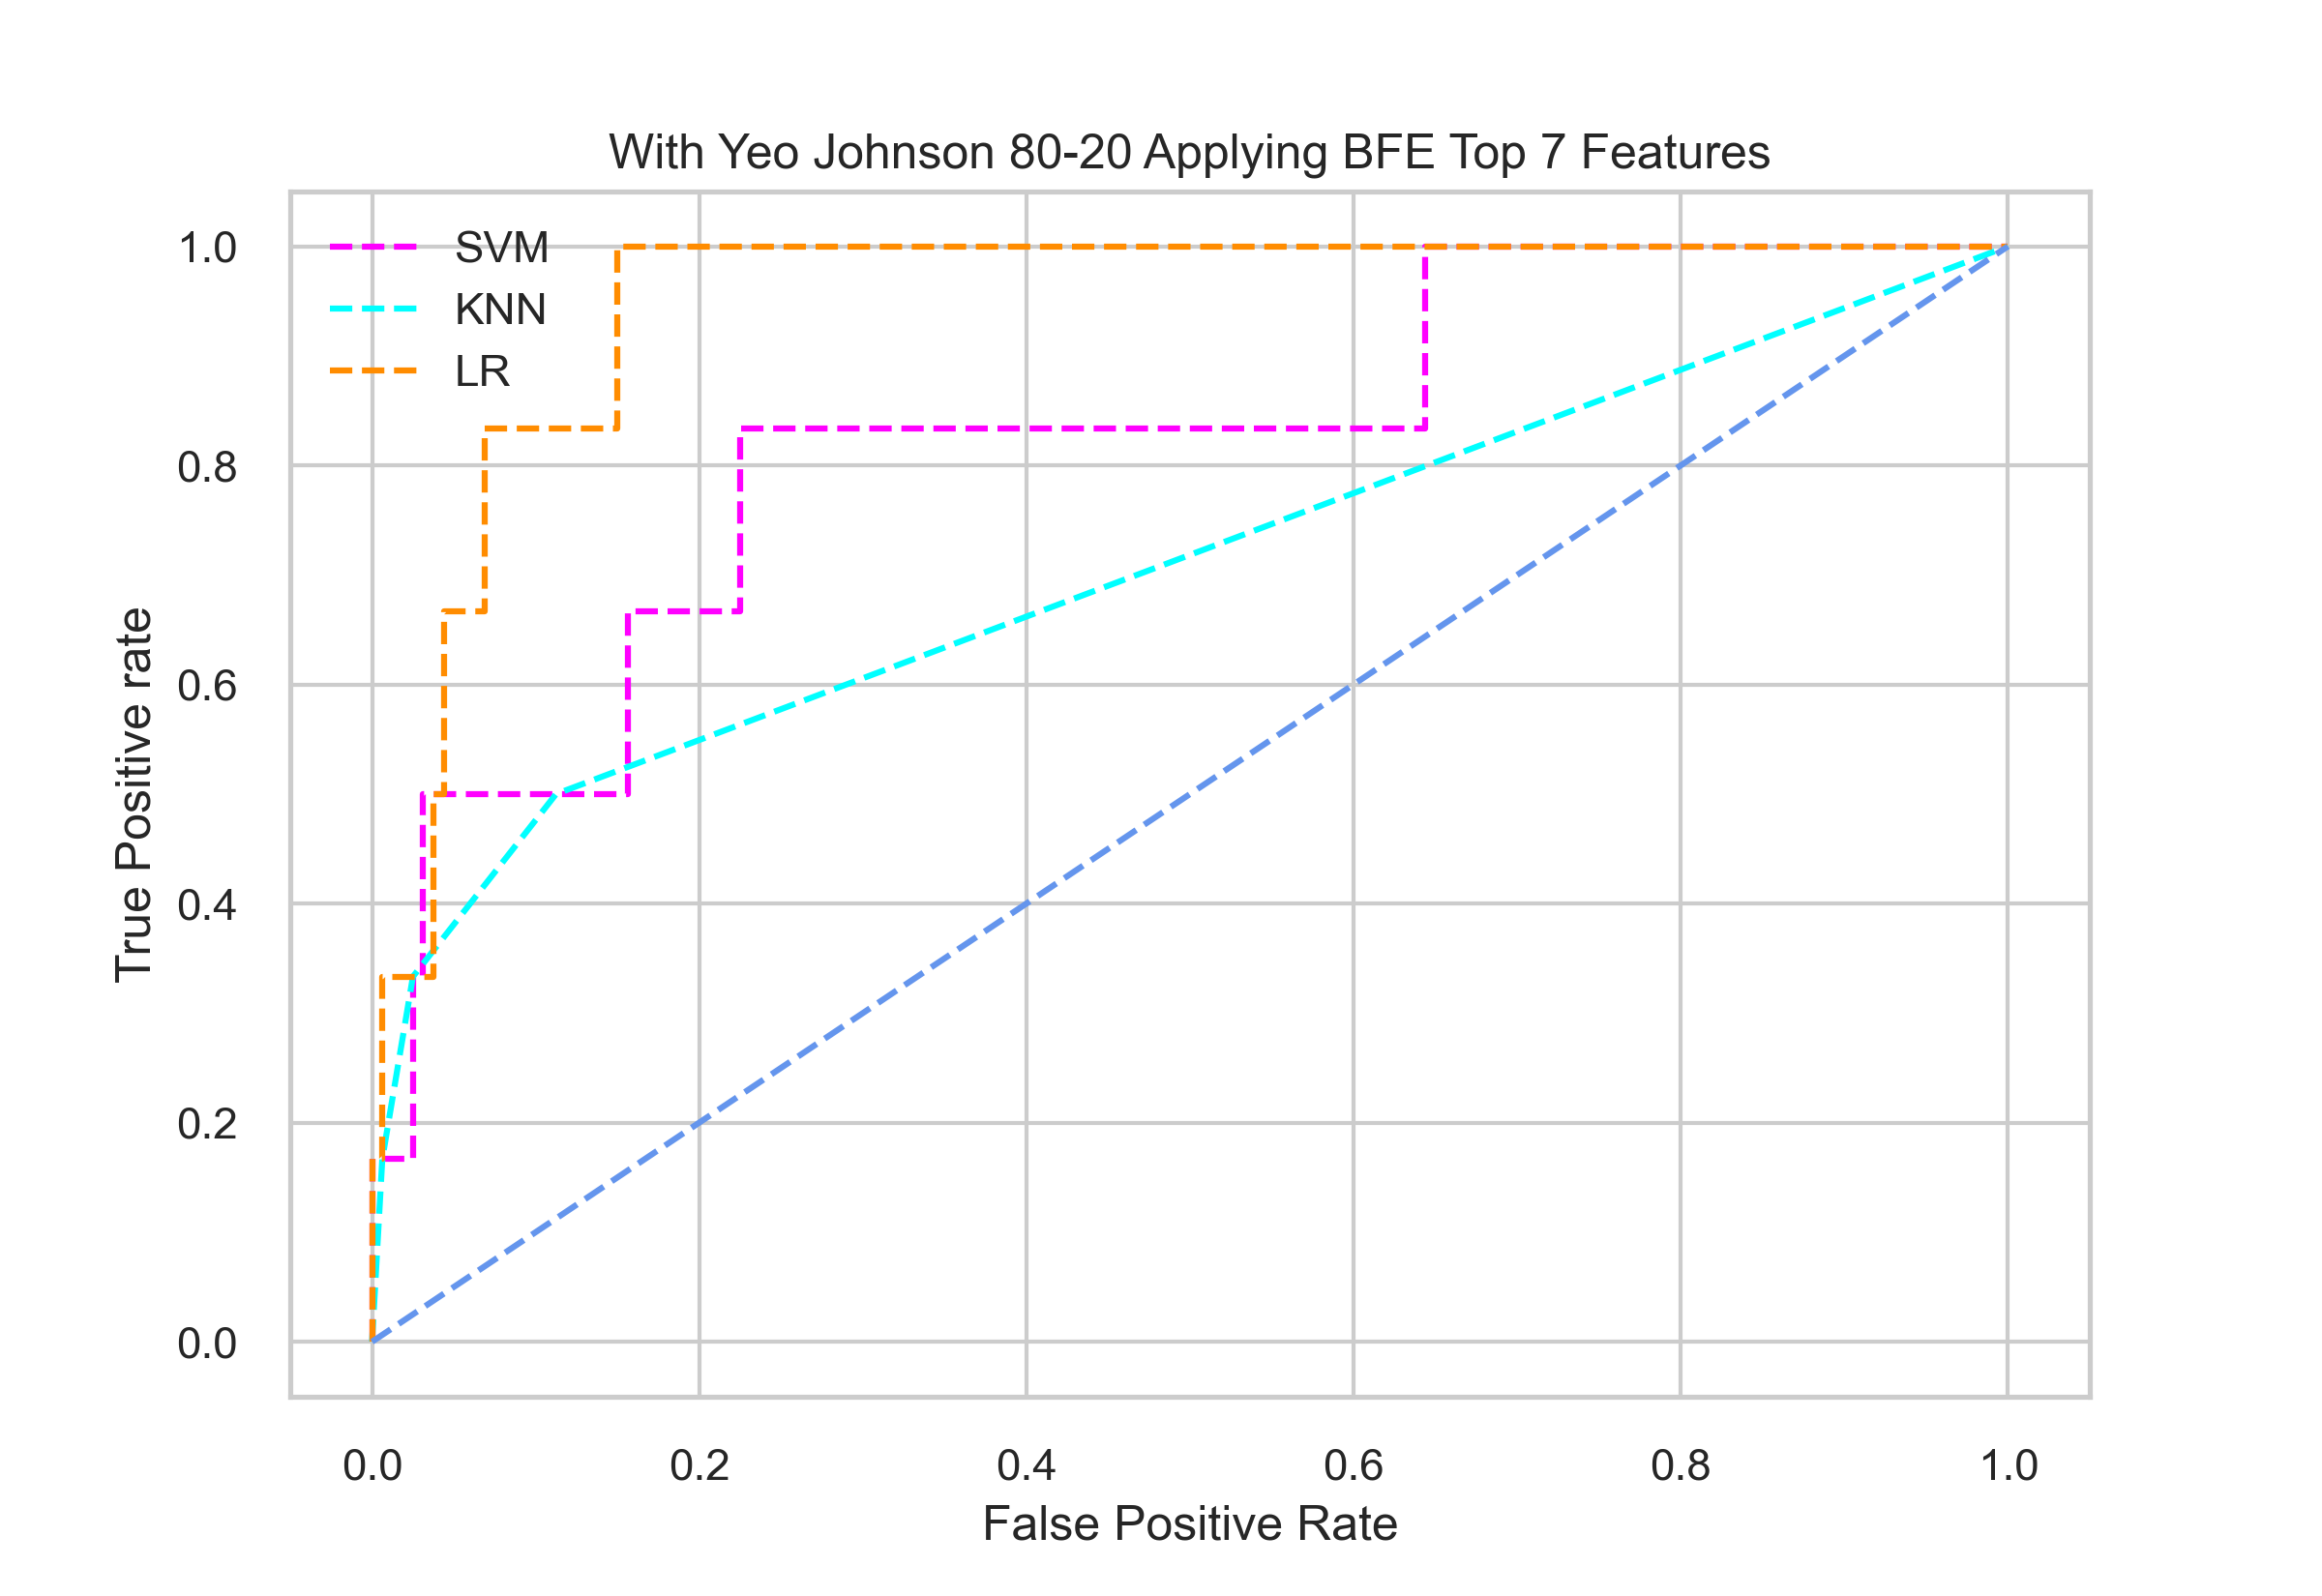 With Yeo Johnson 80-20 Applying BFE Top 7 Features
SVM
KNN
LR
1.0
0.8
0.6
0.4
0.2
0.0
True Positive rate
0.0 0.2 0.4 0.6 0.8 1.0
False Positive Rate